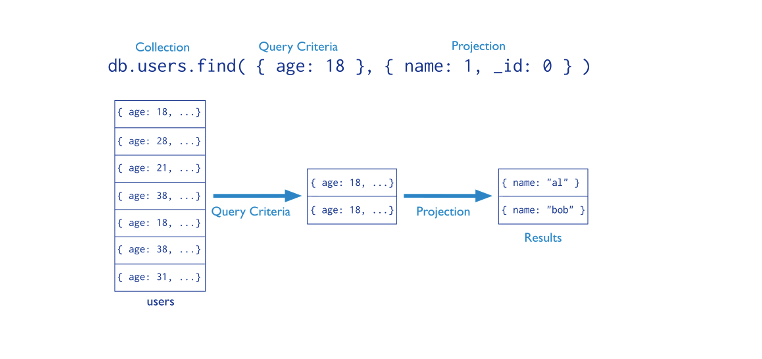 Collection Query Criteria Projection
db.users.find( { age: 18 }, { name: 1, _id: 0 } )
{ age: 18, ...}
{ age: 28, ...}
{ age: 21, ...}
{ age: 38, ...}
{ age: 18, ...}
{ age: 38, ...}
{ age: 31, ...}
users
Query Criteria
{ age: 18, ...}
{ age: 18, ...}
Projection
{ name: "al" }
{ name: "bob" }
Results